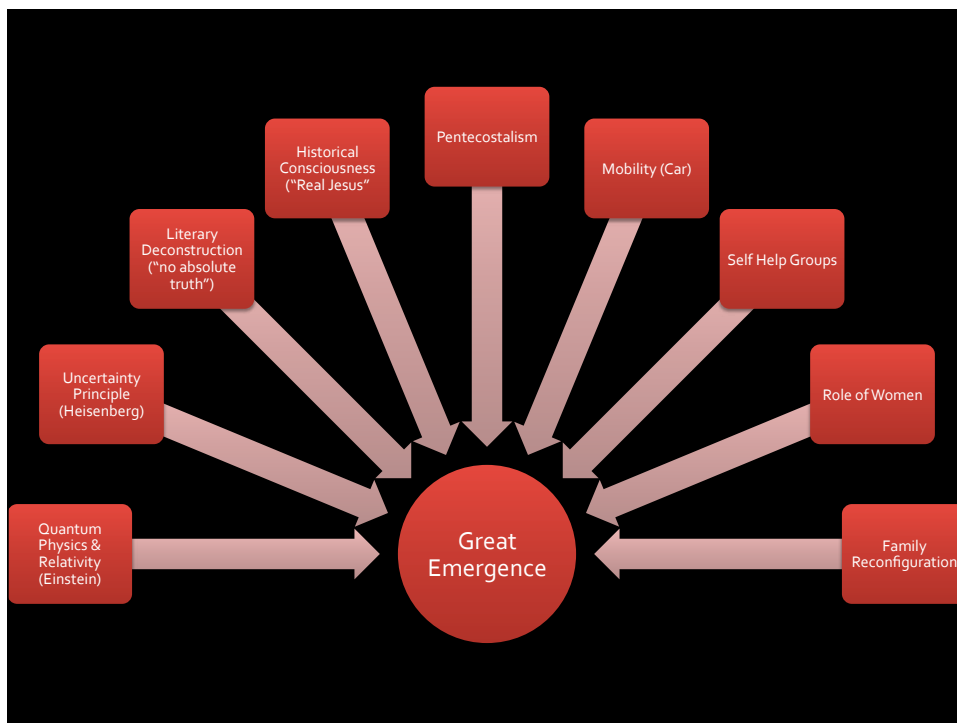 Quantum
Physics &
Relativity
(Einstein)
Uncertainty
Principle
(Heisenberg)
Literary
Deconstruction
("no absolute
truth")
Historical
Consciousness
("Real Jesus"
Pentecostalism
Mobility (Car)
Self Help Groups
Role of Women
Family
Reconfiguration
Great
Emergence